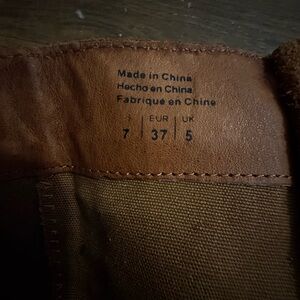 Made in China
Hecho en China
Fabriqué en Chine
| EUR | UK
7 | 37 | 5